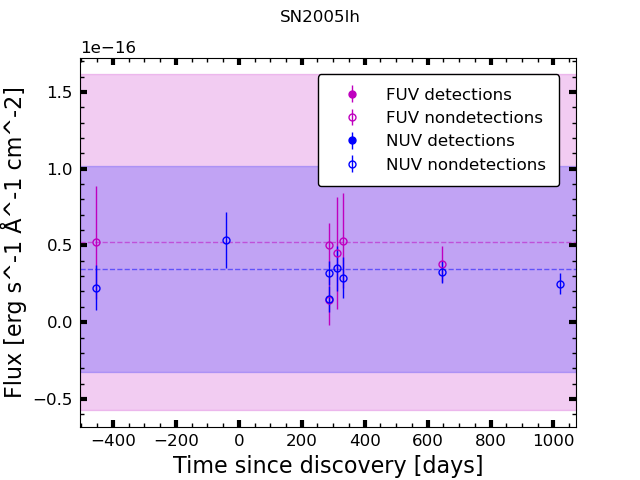 SN2005lh
1e−16
Flux [erg s^-1 Å^-1 cm^-2]
1.5
1.0
0.5
0.0
−0.5
FUV detections
FUV nondetections
NUV detections
NUV nondetections
−400 −200 0 200 400 600 800 1000
Time since discovery [days]